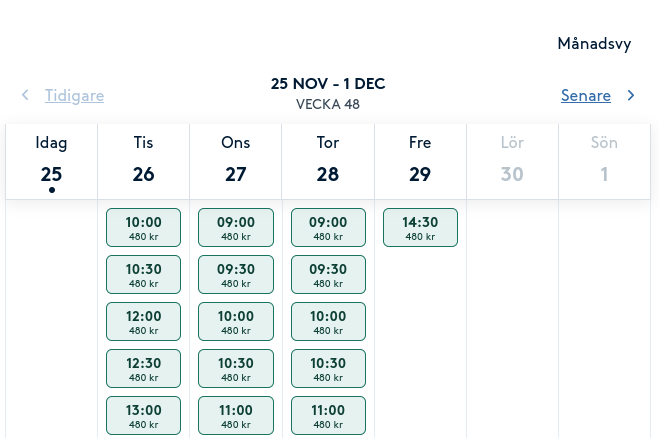 Månadsvy
25 NOV - 1 DEC
Tidigare
Senare
VECKA 48
Idag Tis Ons Tor Fre Lör Sön
25 26 27 28 29 30 1
10:00 09:00 09:00 14:30
480 kr 480 kr 480 kr 480 kr
10:30 09:30 09:30
480 kr 480 kr 480 kr
12:00 10:00 10:00
480 kr 480 kr 480 kr
12:30 10:30 10:30
480 kr 480 kr 480 kr
13:00 11:00 11:00
480 kr 480 kr 480 kr